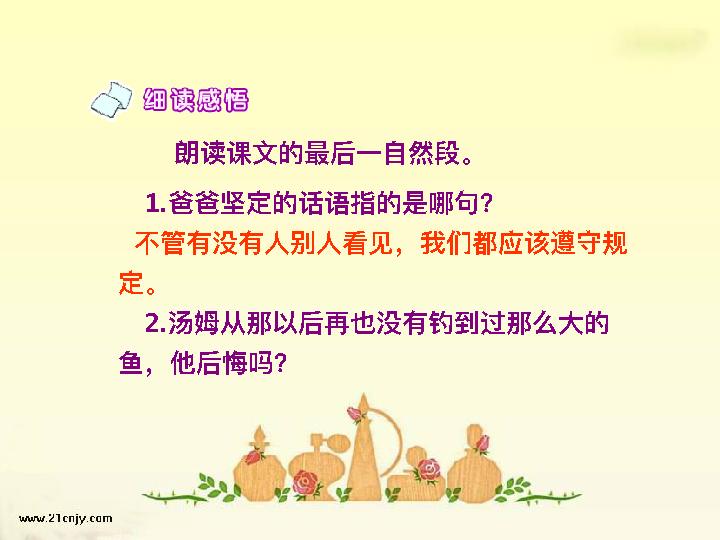 细读感悟
朗读课文的最后一自然段。
1.爸爸坚定的话语指的是哪句?
不管有没有人别人看见，我们都应该遵守规
定。
2.汤姆从那以后再也没有钓到过那么大的
鱼，他后悔吗?
www.21cnjy.com